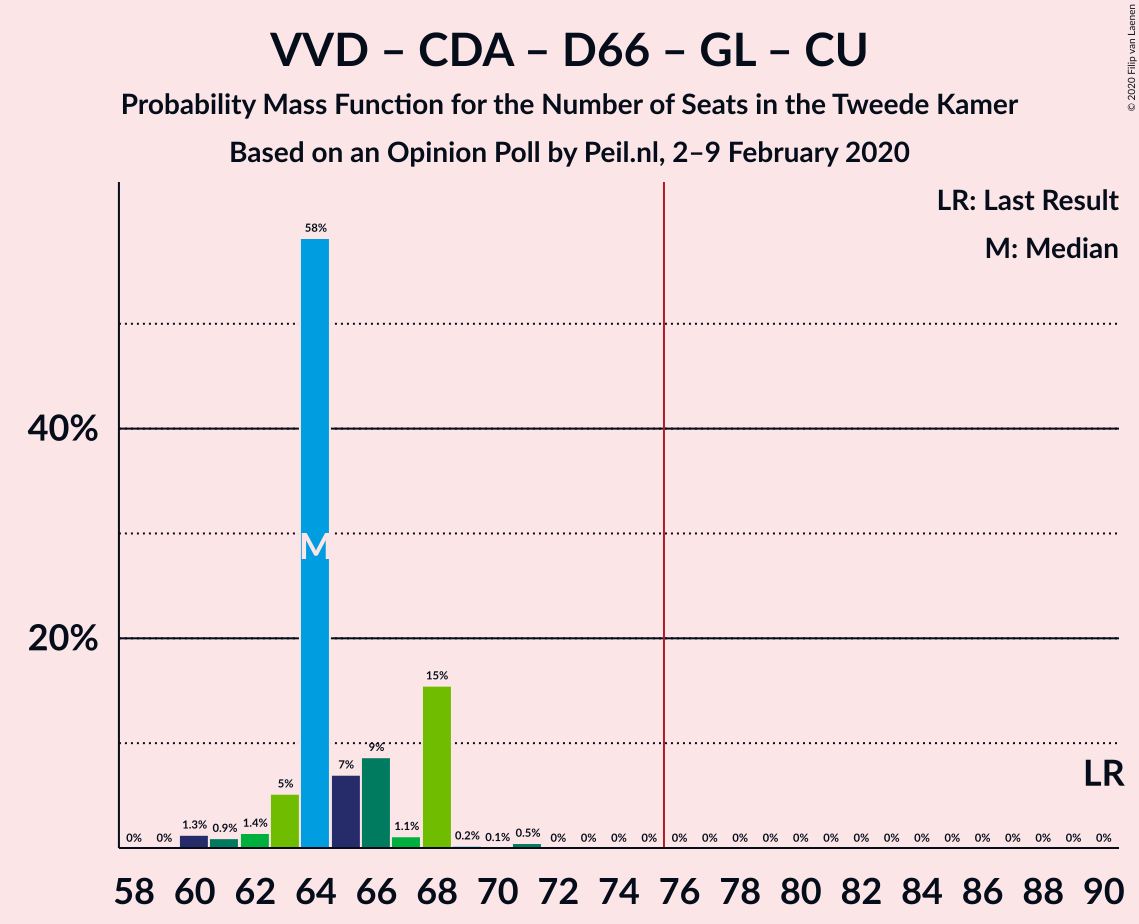 VVD – CDA – D66 – GL – CU
Probability Mass Function for the Number of Seats in the Tweede Kamer
Based on an Opinion Poll by Peil.nl, 2–9 February 2020
© 2020 Filip van Laenen
LR: Last Result
M: Median
40%
20%
0% 0% 1.3% 0.9% 1.4% 5% 58% 7% 9% 1.1% 15% 0.2% 0.1% 0.5% 0% 0% 0% 0% 0% 0% 0% 0% 0% 0% 0% 0% 0% 0% 0% 0% 0% 0% 0%
M
LR
58 60 62 64 66 68 70 72 74 76 78 80 82 84 86 88 90